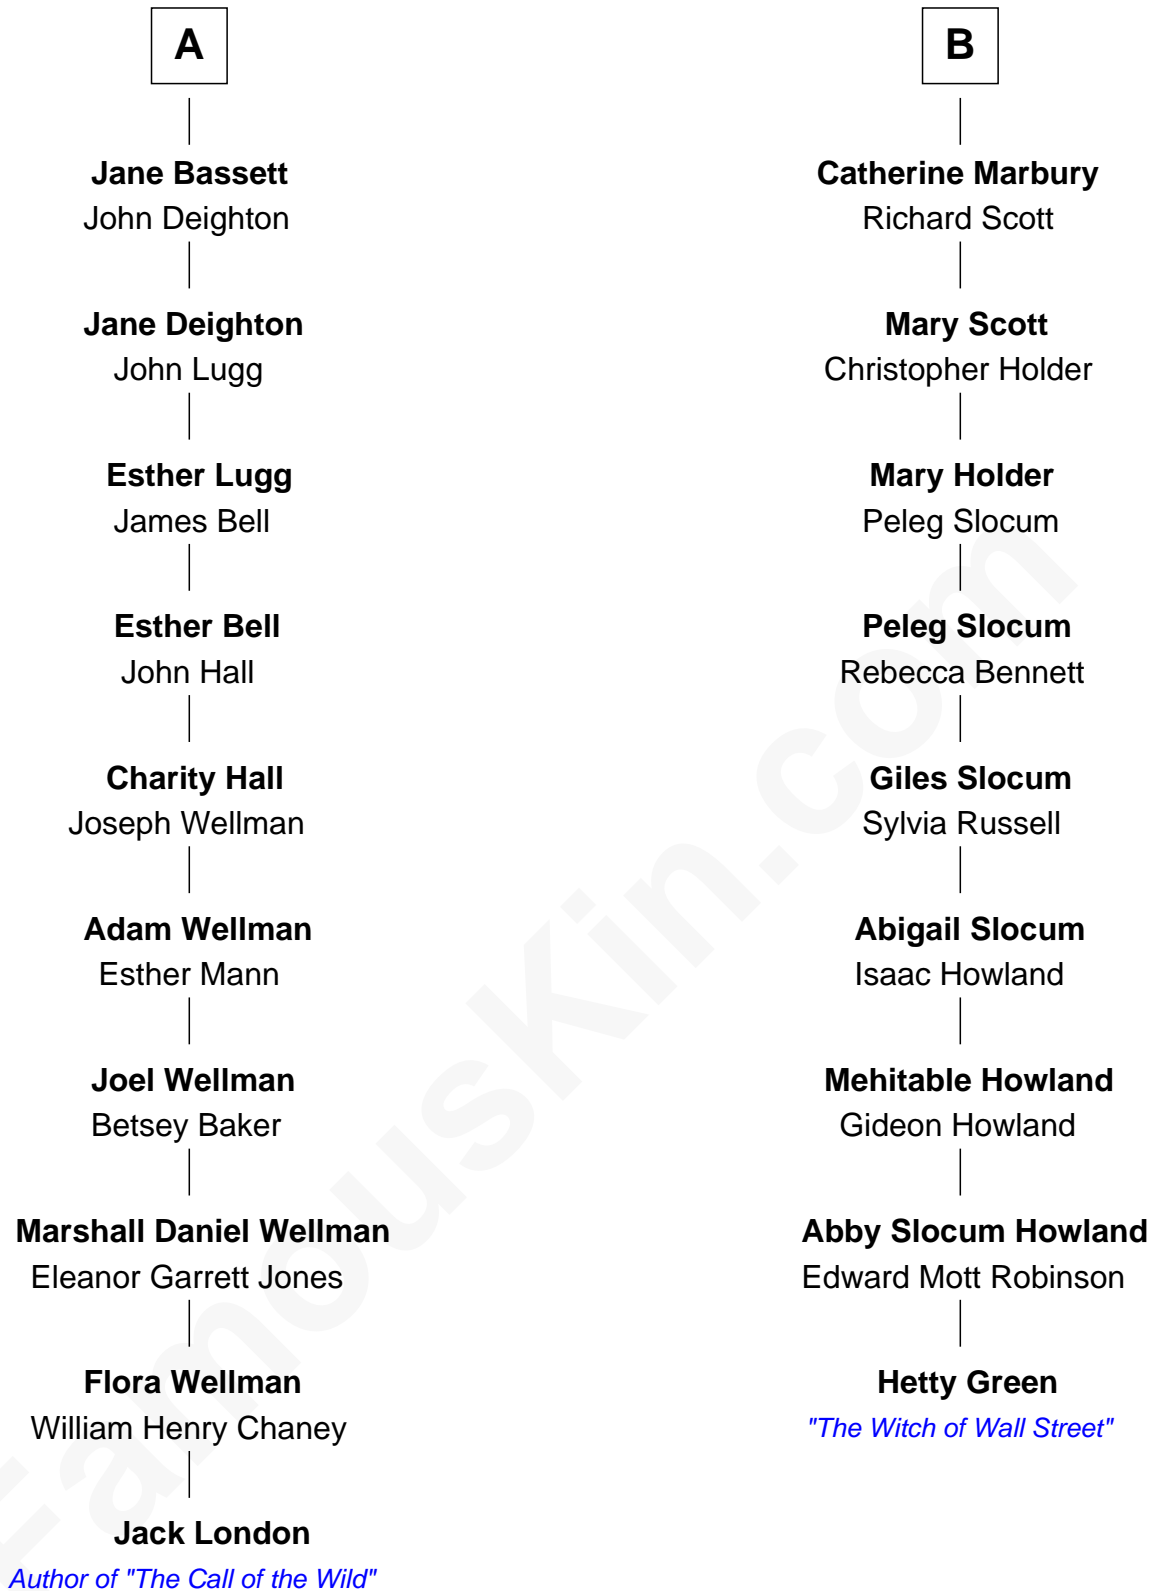 A
Jane Bassett
John Deighton
Jane Deighton
John Lugg
Esther Lugg
James Bell
Esther Bell
John Hall
Charity Hall
Joseph Wellman
Adam Wellman
Esther Mann
Joel Wellman
Betsey Baker
Marshall Daniel Wellman
Eleanor Garrett Jones
Flora Wellman
William Henry Chaney
Jack London
Author of "The Call of the Wild"
B
Catherine Marbury
Richard Scott
Mary Scott
Christopher Holder
Mary Holder
Peleg Slocum
Peleg Slocum
Rebecca Bennett
Giles Slocum
Sylvia Russell
Abigail Slocum
Isaac Howland
Mehitable Howland
Gideon Howland
Abby Slocum Howland
Edward Mott Robinson
Hetty Green
"The Witch of Wall Street"
FamousKin.com